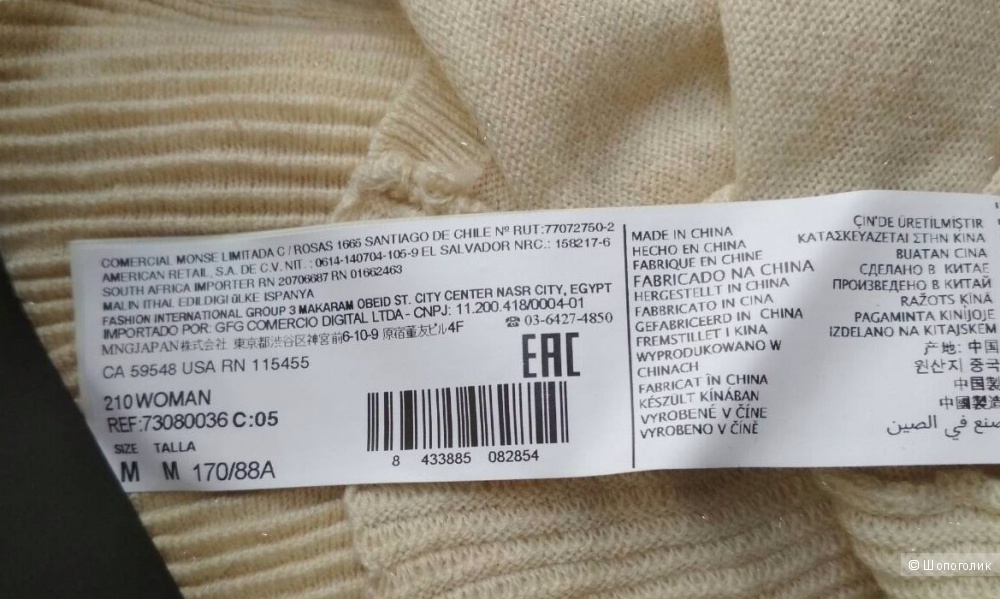 COMERCIAL MONSE LIMITADA C / ROSAS 1665 SANTIAGO DE CHILE Nº RUT:77072750-2
AMERICAN RETAIL, S.A. DE C.V. NIT. : 0614-140704-105-9 EL SALVADOR NRC.: 158217-6
SOUTH AFRICA IMPORTER RN 20706687 RN 01662463
MALIN ITHAL EDILDIGI üLKE ISPANYA
FASHION INTERNATIONAL GROUP 3 MAKARAM OBEID ST. CITY CENTER NASR CITY, EGYPT
IMPORTADO POR: GFG COMERCIO DIGITAL LTDA - CNPJ: 11.200.418/0004-01
MNGJAPAN株式会社 東京都渋谷区神宮前6-10-9 原宿董友ビル4F ☎ 03-6427-4850
CA 59548 USA RN 115455
EAC
210 WOMAN
REF:73080036 C:05
SIZE TALLA
M M 170/88A
8 433885 082854
MADE IN CHINA
HECHO EN CHINA
FABRIQUE EN CHINE
FABRICADO NA CHINA
HERGESTELLT IN CHINA
FABBRICATO IN CINA
GEFABRICEERD IN CHINA
FREMSTILLET I KINA
WYPRODUKOWANO W
CHINACH
FABRICAT ÎN CHINA
KÉSZÜLT KÍNÁBAN
VYROBENÉ V ČÍNE
VYROBENO V ČÍNĚ
ÇIN'DE ÜRETILMIŞTIR
ΚΑΤΑΣΚΕΥΑΖΕΤΑΙ ΣΤΗΝ ΚΙΝΑ
BUATAN CINA
СДЕЛАНО В КИТАЕ
ПРОИЗВЕДЕНО В КИТАЙ
RAŽOTS ĶĪNA
PAGAMINTA KINIJOJE
IZDELANO NA KITAJSKEM
产地: 中国
원산지 중국
中国製
中國製造
صنع في الصين
© Шопоголик